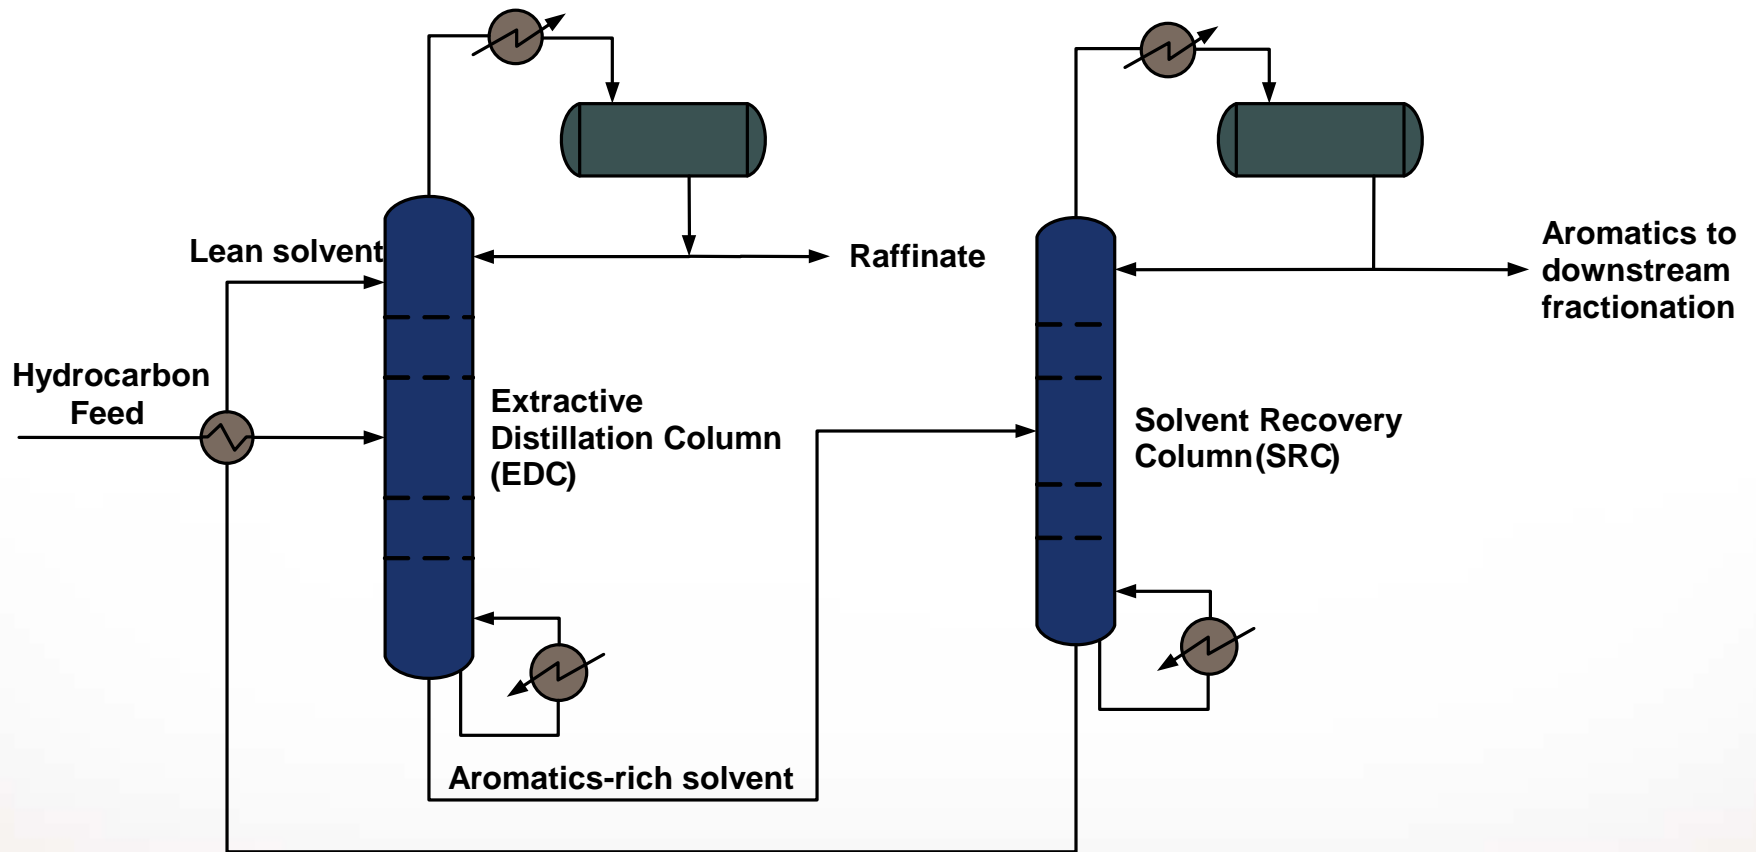 Lean solvent
Raffinate
Aromatics to
downstream
fractionation
Hydrocarbon
Feed
Extractive
Distillation Column
(EDC)
Solvent Recovery
Column(SRC)
Aromatics-rich solvent